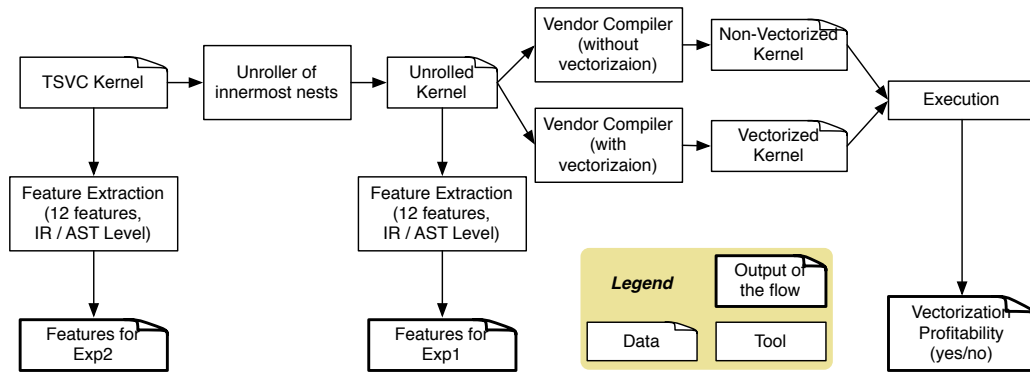 TSVC Kernel
Unroller of
innermost nests
Unrolled
Kernel
Vendor Compiler
(without
vectorizaion)
Non-Vectorized
Kernel
Vendor Compiler
(with
vectorizaion)
Vectorized
Kernel
Execution
Feature Extraction
(12 features,
IR / AST Level)
Feature Extraction
(12 features,
IR / AST Level)
Features for
Exp2
Features for
Exp1
Legend
Output of
the flow
Data
Tool
Vectorization
Profitability
(yes/no)